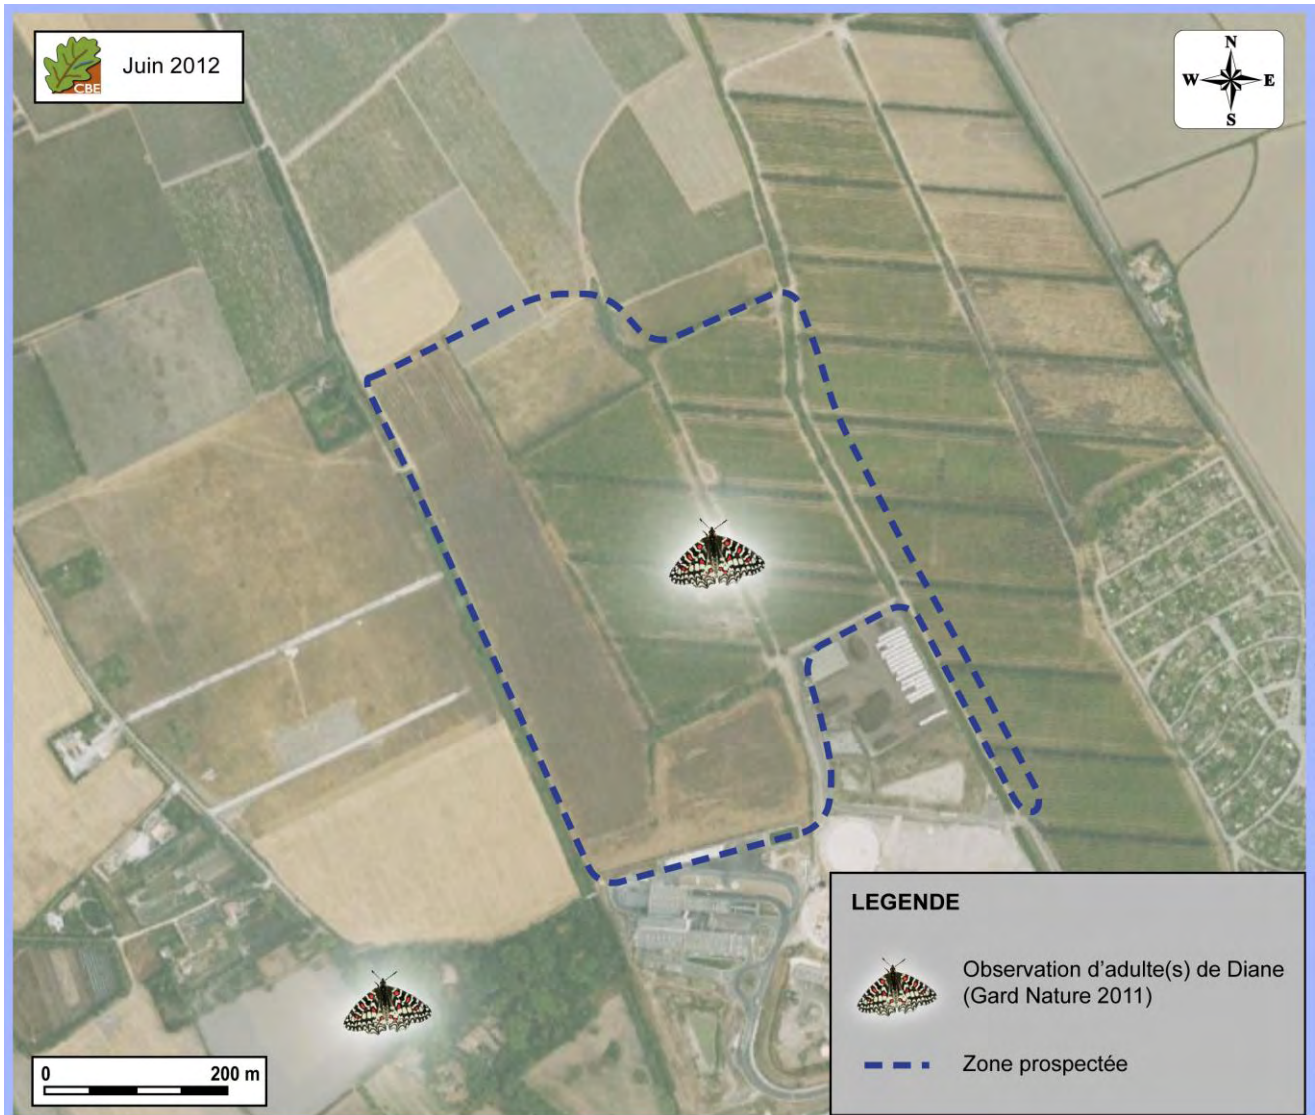 CBE
Juin 2012
N
W E
S
LEGENDE
Observation d'adulte(s) de Diane
(Gard Nature 2011)
Zone prospectée
0 200 m